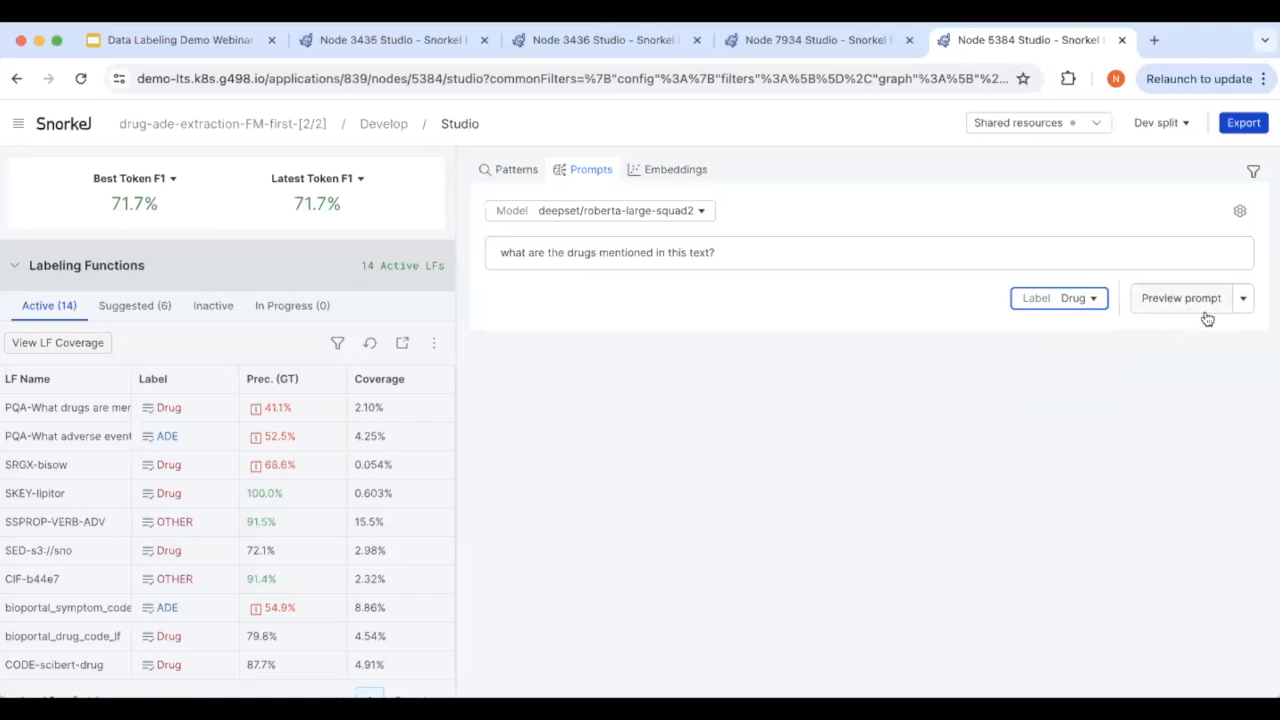 Data Labeling Demo Webinar
Node 3435 Studio - Snorkel
Node 3436 Studio - Snorkel
Node 7934 Studio - Snorkel
Node 5384 Studio - Snorkel
demo-lts.k8s.g498.io/applications/839/nodes/5384/studio?commonFilters=%7B"config"%3A%7B"filters"%3A%5B%5D%2C"graph"%3A%5B"%2...
N
Relaunch to update
Snorkel
drug-ade-extraction-FM-first-[2/2] / Develop / Studio
Shared resources
Dev split
Export
Best Token F1
Latest Token F1
71.7%
71.7%
Labeling Functions
14 Active LFs
Active (14)
Suggested (6)
Inactive
In Progress (0)
View LF Coverage
LF Name Label Prec. (GT) Coverage
PQA-What drugs are mer Drug 41.1% 2.10%
PQA-What adverse event ADE 52.5% 4.25%
SRGX-bisow Drug 68.6% 0.054%
SKEY-lipitor Drug 100.0% 0.603%
SSPROP-VERB-ADV OTHER 91.5% 15.5%
SED-s3://sno Drug 72.1% 2.98%
CIF-b44e7 OTHER 91.4% 2.32%
bioportal_symptom_code ADE 54.9% 8.86%
bioportal_drug_code_lf Drug 79.8% 4.54%
CODE-scibert-drug Drug 87.7% 4.91%
Patterns
Prompts
Embeddings
Model deepset/roberta-large-squad2
what are the drugs mentioned in this text?
Label Drug
Preview prompt